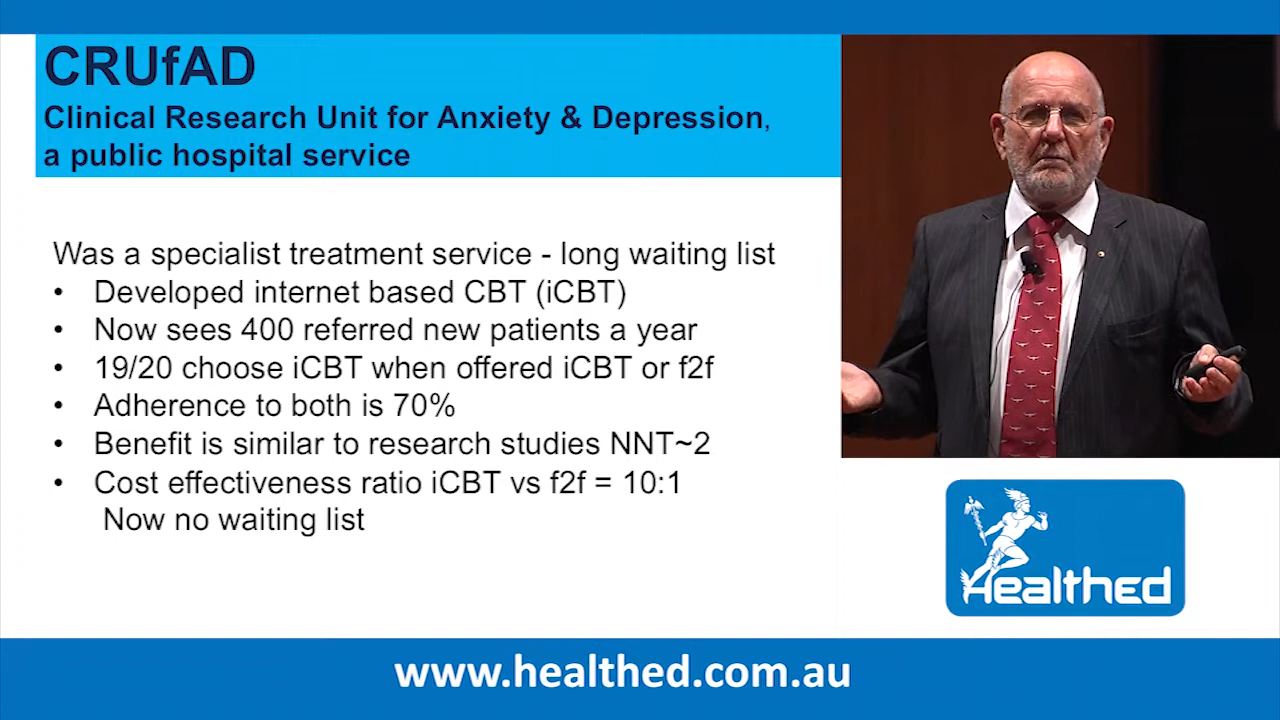 CRUfAD
Clinical Research Unit for Anxiety & Depression,
a public hospital service
Was a specialist treatment service - long waiting list
• Developed internet based CBT (iCBT)
• Now sees 400 referred new patients a year
• 19/20 choose iCBT when offered iCBT or f2f
• Adherence to both is 70%
• Benefit is similar to research studies NNT~2
• Cost effectiveness ratio iCBT vs f2f = 10:1
Now no waiting list
HealthEd
www.healthed.com.au